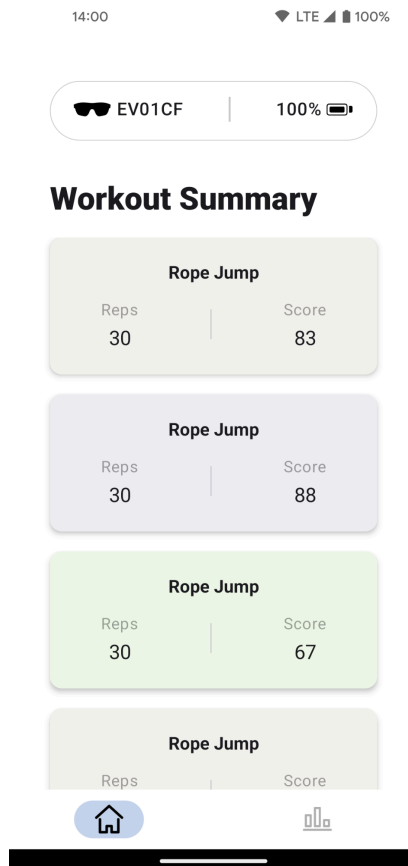 14:00 LTE 100%
EV01CF 100%
Workout Summary
Rope Jump
Reps Score
30 83
Rope Jump
Reps Score
30 88
Rope Jump
Reps Score
30 67
Rope Jump
Reps Score